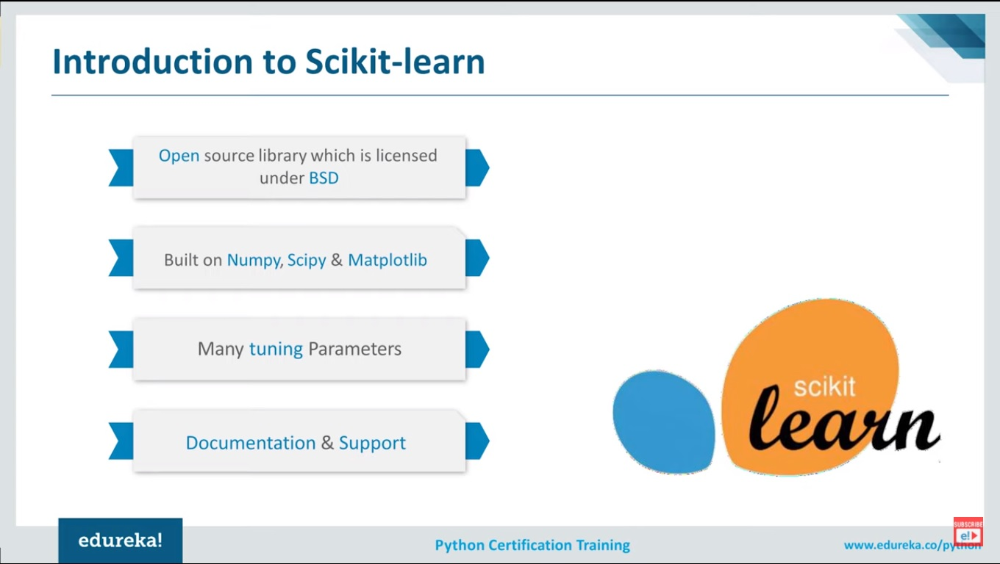 Introduction to Scikit-learn
Open source library which is licensed
under BSD
Built on Numpy, Scipy & Matplotlib
Many tuning Parameters
Documentation & Support
scikit
learn
edureka!
Python Certification Training
www.edureka.co/python
SUBSCRIBE
e!